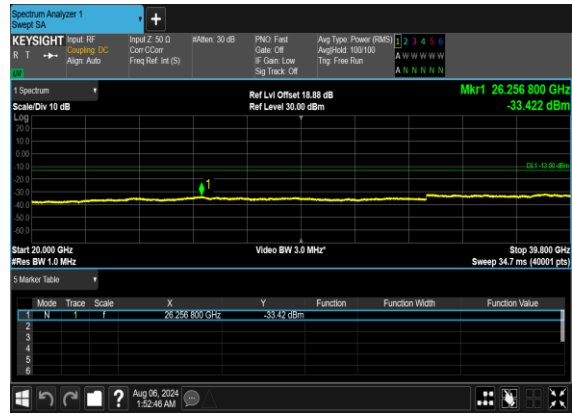 Spectrum Analyzer 1
Swept SA
+
KEYSIGHT
R T
Input: RF
Coupling: DC
Align: Auto
Input Z: 50 Ω
Corr CCorr
Freq Ref: Int (S)
#Atten: 30 dB
PNO: Fast
Gate: Off
IF Gain: Low
Sig Track: Off
Avg Type: Power (RMS)
Avg|Hold: 100/100
Trig: Free Run
1 2 3 4 5 6
A W W W W W
A N N N N N
1 Spectrum
Scale/Div 10 dB
Ref Lvl Offset 18.88 dB
Ref Level 30.00 dBm
Mkr1 26.256 800 GHz
-33.422 dBm
Log
20.0
10.0
0.00
-10.0
-20.0
-30.0
-40.0
-50.0
-60.0
1
DL1 -13.00 dBm
Start 20.000 GHz
#Res BW 1.0 MHz
Video BW 3.0 MHz*
Stop 39.800 GHz
Sweep 34.7 ms (40001 pts)
5 Marker Table
Mode Trace Scale X Y Function Function Width Function Value
1 N 1 f 26.256 800 GHz -33.42 dBm
2
3
4
5
6
?
Aug 06, 2024
1:52:46 AM